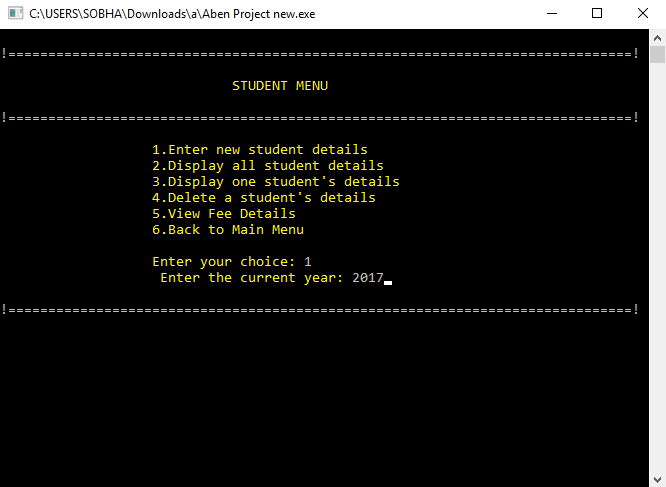 C:\USERS\SOBHA\Downloads\a\Aben Project new.exe
!==============================================================================!
STUDENT MENU
!==============================================================================!
1.Enter new student details
2.Display all student details
3.Display one student's details
4.Delete a student's details
5.View Fee Details
6.Back to Main Menu
Enter your choice: 1
Enter the current year: 2017
!==============================================================================!